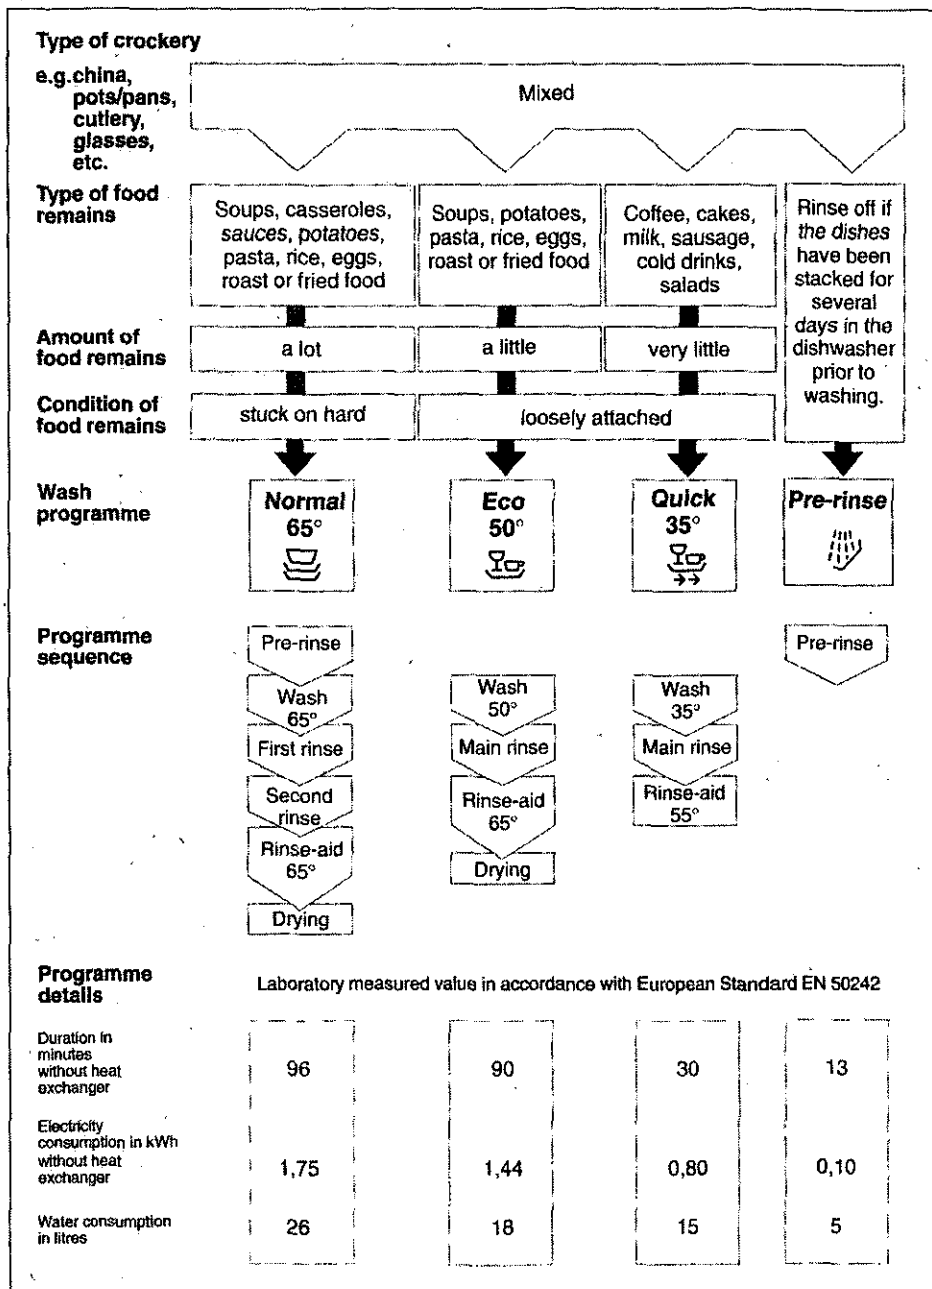 Type of crockery
e.g.china,
pots/pans,
cutlery,
glasses,
etc.
Mixed
Type of food
remains
Soups, casseroles,
sauces, potatoes,
pasta, rice, eggs,
roast or fried food
Soups, potatoes,
pasta, rice, eggs,
roast or fried food
Coffee, cakes,
milk, sausage,
cold drinks,
salads
Rinse off if
the dishes
have been
stacked for
several
days in the
dishwasher
prior to
washing.
Amount of
food remains
a lot
a little
very little
Condition of
food remains
stuck on hard
loosely attached
Wash
programme
Normal
65°
Eco
50°
Quick
35°
Pre-rinse
Programme
sequence
Pre-rinse
Wash
65°
First rinse
Second
rinse
Rinse-aid
65°
Drying
Wash
50°
Main rinse
Rinse-aid
65°
Drying
Wash
35°
Main rinse
Rinse-aid
55°
Pre-rinse
Programme
details
Laboratory measured value in accordance with European Standard EN 50242
Duration in
minutes
without heat
exchanger
96
90
30
13
Electricity
consumption in kWh
without heat
exchanger
1,75
1,44
0,80
0,10
Water consumption
in litres
26
18
15
5